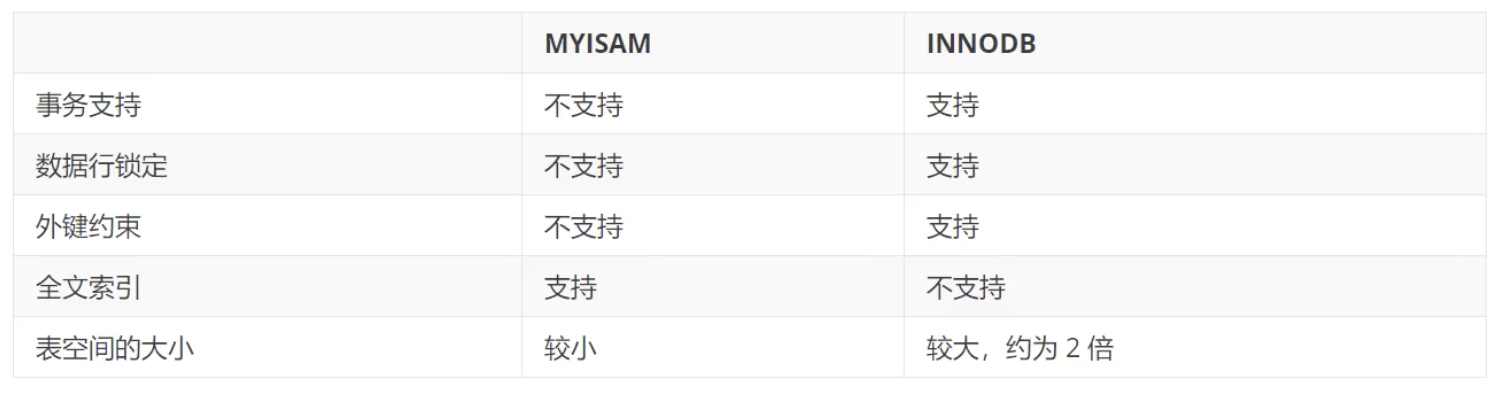 MYISAM INNODB
事务支持 不支持 支持
数据行锁定 不支持 支持
外键约束 不支持 支持
全文索引 支持 不支持
表空间的大小 较小 较大，约为 2 倍